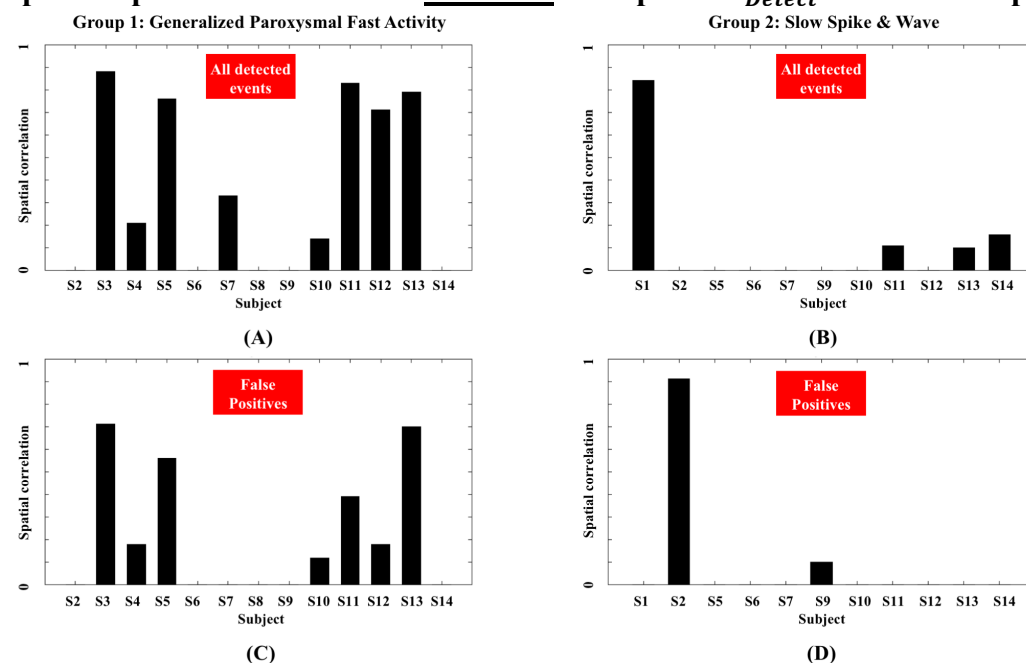 Detect
Group 1: Generalized Paroxysmal Fast Activity
Group 2: Slow Spike & Wave
1
Spatial correlation
0
All detected
events
S2 S3 S4 S5 S6 S7 S8 S9 S10 S11 S12 S13 S14
Subject
(A)
1
Spatial correlation
0
All detected
events
S1 S2 S5 S6 S7 S9 S10 S11 S12 S13 S14
Subject
(B)
1
Spatial correlation
0
False
Positives
S2 S3 S4 S5 S6 S7 S8 S9 S10 S11 S12 S13 S14
Subject
(C)
1
Spatial correlation
0
False
Positives
S1 S2 S5 S6 S7 S9 S10 S11 S12 S13 S14
Subject
(D)